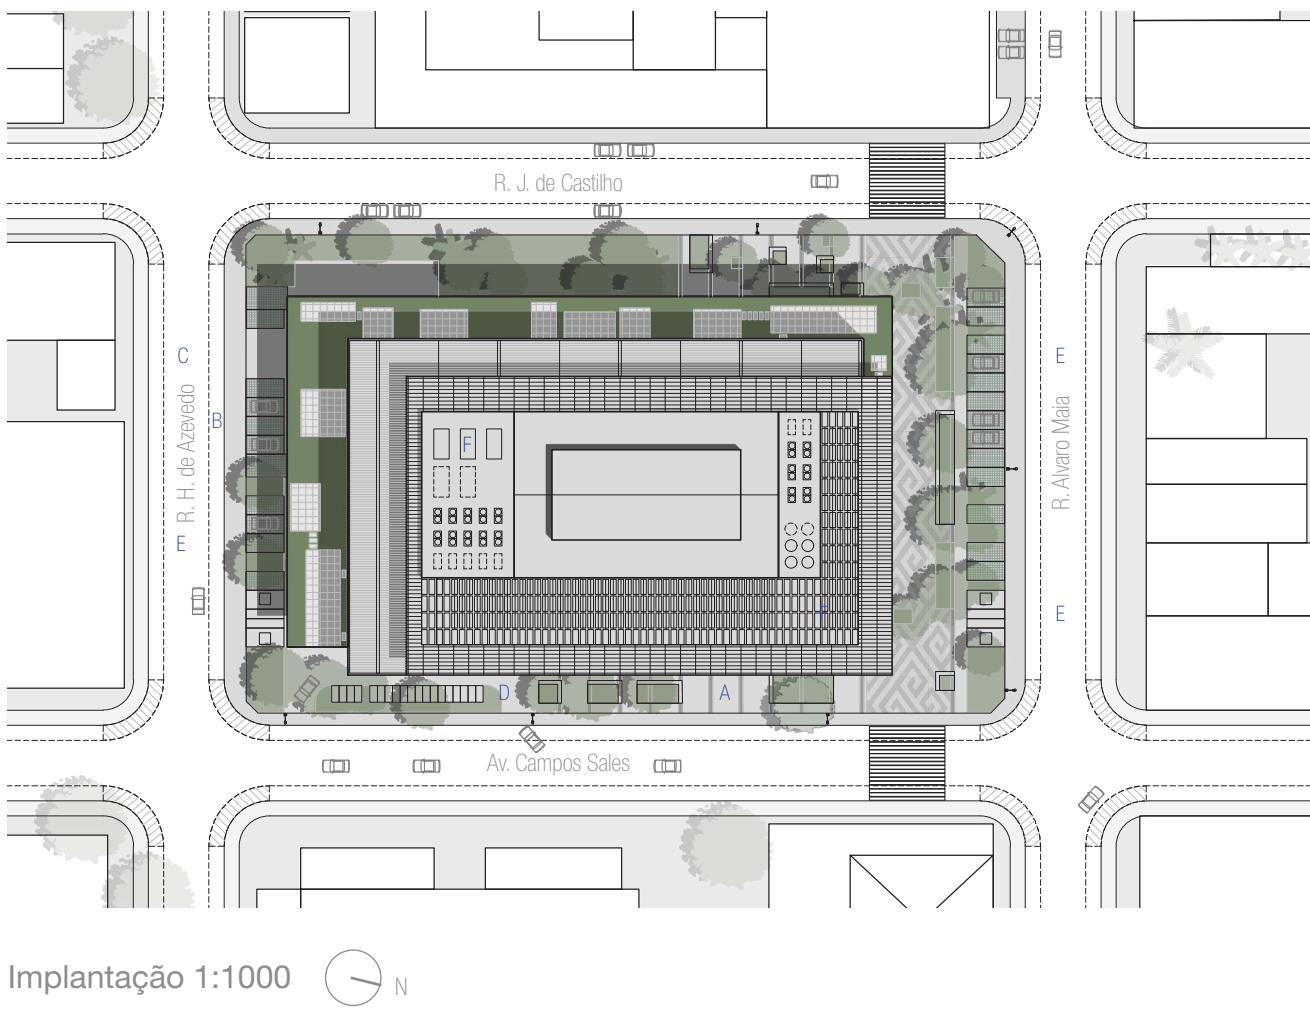 R. J. de Castilho
C
E
B
R. H. de Azevedo
R. Alvaro Maia
F
E
F
E
D
A
Av. Campos Sales
Implantação 1:1000
N